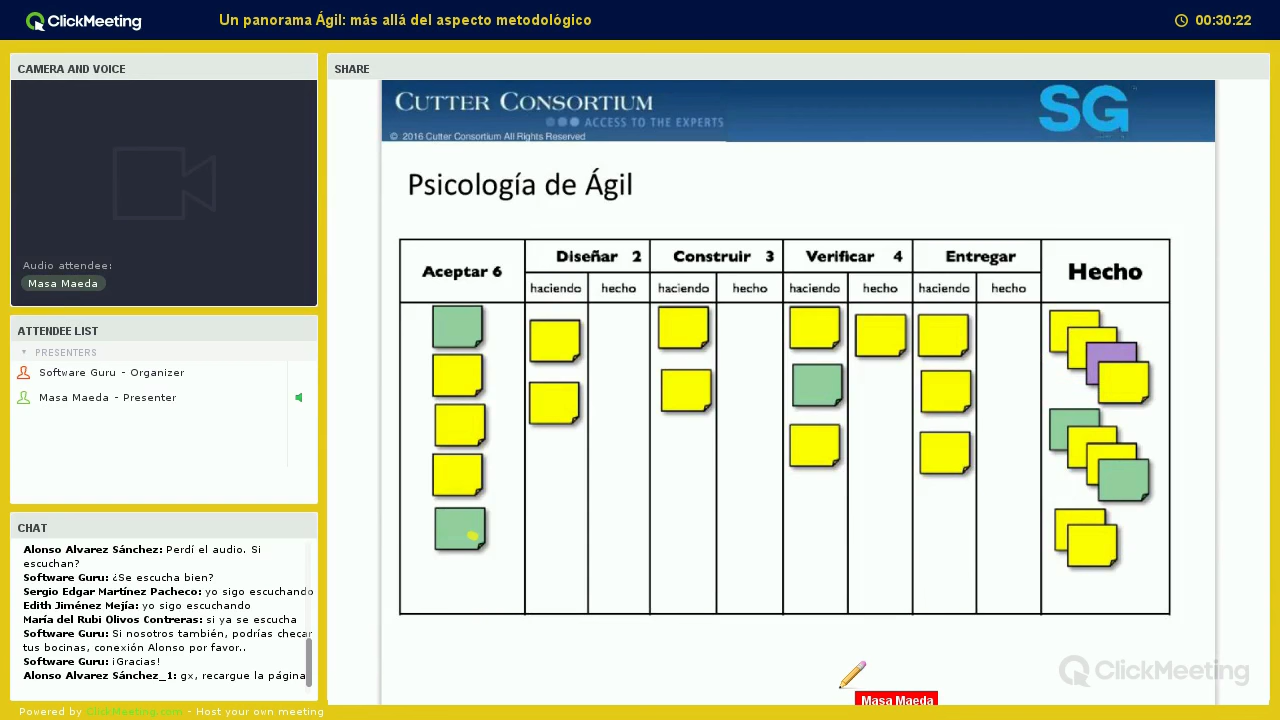 ClickMeeting
Un panorama Ágil: más allá del aspecto metodológico
00:30:22
CAMERA AND VOICE
Audio attendee:
Masa Maeda
ATTENDEE LIST
PRESENTERS
Software Guru - Organizer
Masa Maeda - Presenter
CHAT
Alonso Alvarez Sánchez: Perdí el audio. Si
escuchan?
Software Guru: ¿Se escucha bien?
Sergio Edgar Martínez Pacheco: yo sigo escuchando
Edith Jiménez Mejía: yo sigo escuchando
María del Rubi Olivos Contreras: si ya se escucha
Software Guru: Si nosotros también, podrías checar
tus bocinas, conexión Alonso por favor..
Software Guru: ¡Gracias!
Alonso Alvarez Sánchez_1: gx, recargue la página
Powered by ClickMeeting.com - Host your own meeting
SHARE
CUTTER CONSORTIUM
ACCESS TO THE EXPERTS
© 2016 Cutter Consortium All Rights Reserved
SG
Psicología de Ágil
Aceptar 6
Diseñar 2
Construir 3
Verificar 4
Entregar
Hecho
haciendo hecho haciendo hecho haciendo hecho haciendo hecho
ClickMeeting
Masa Maeda